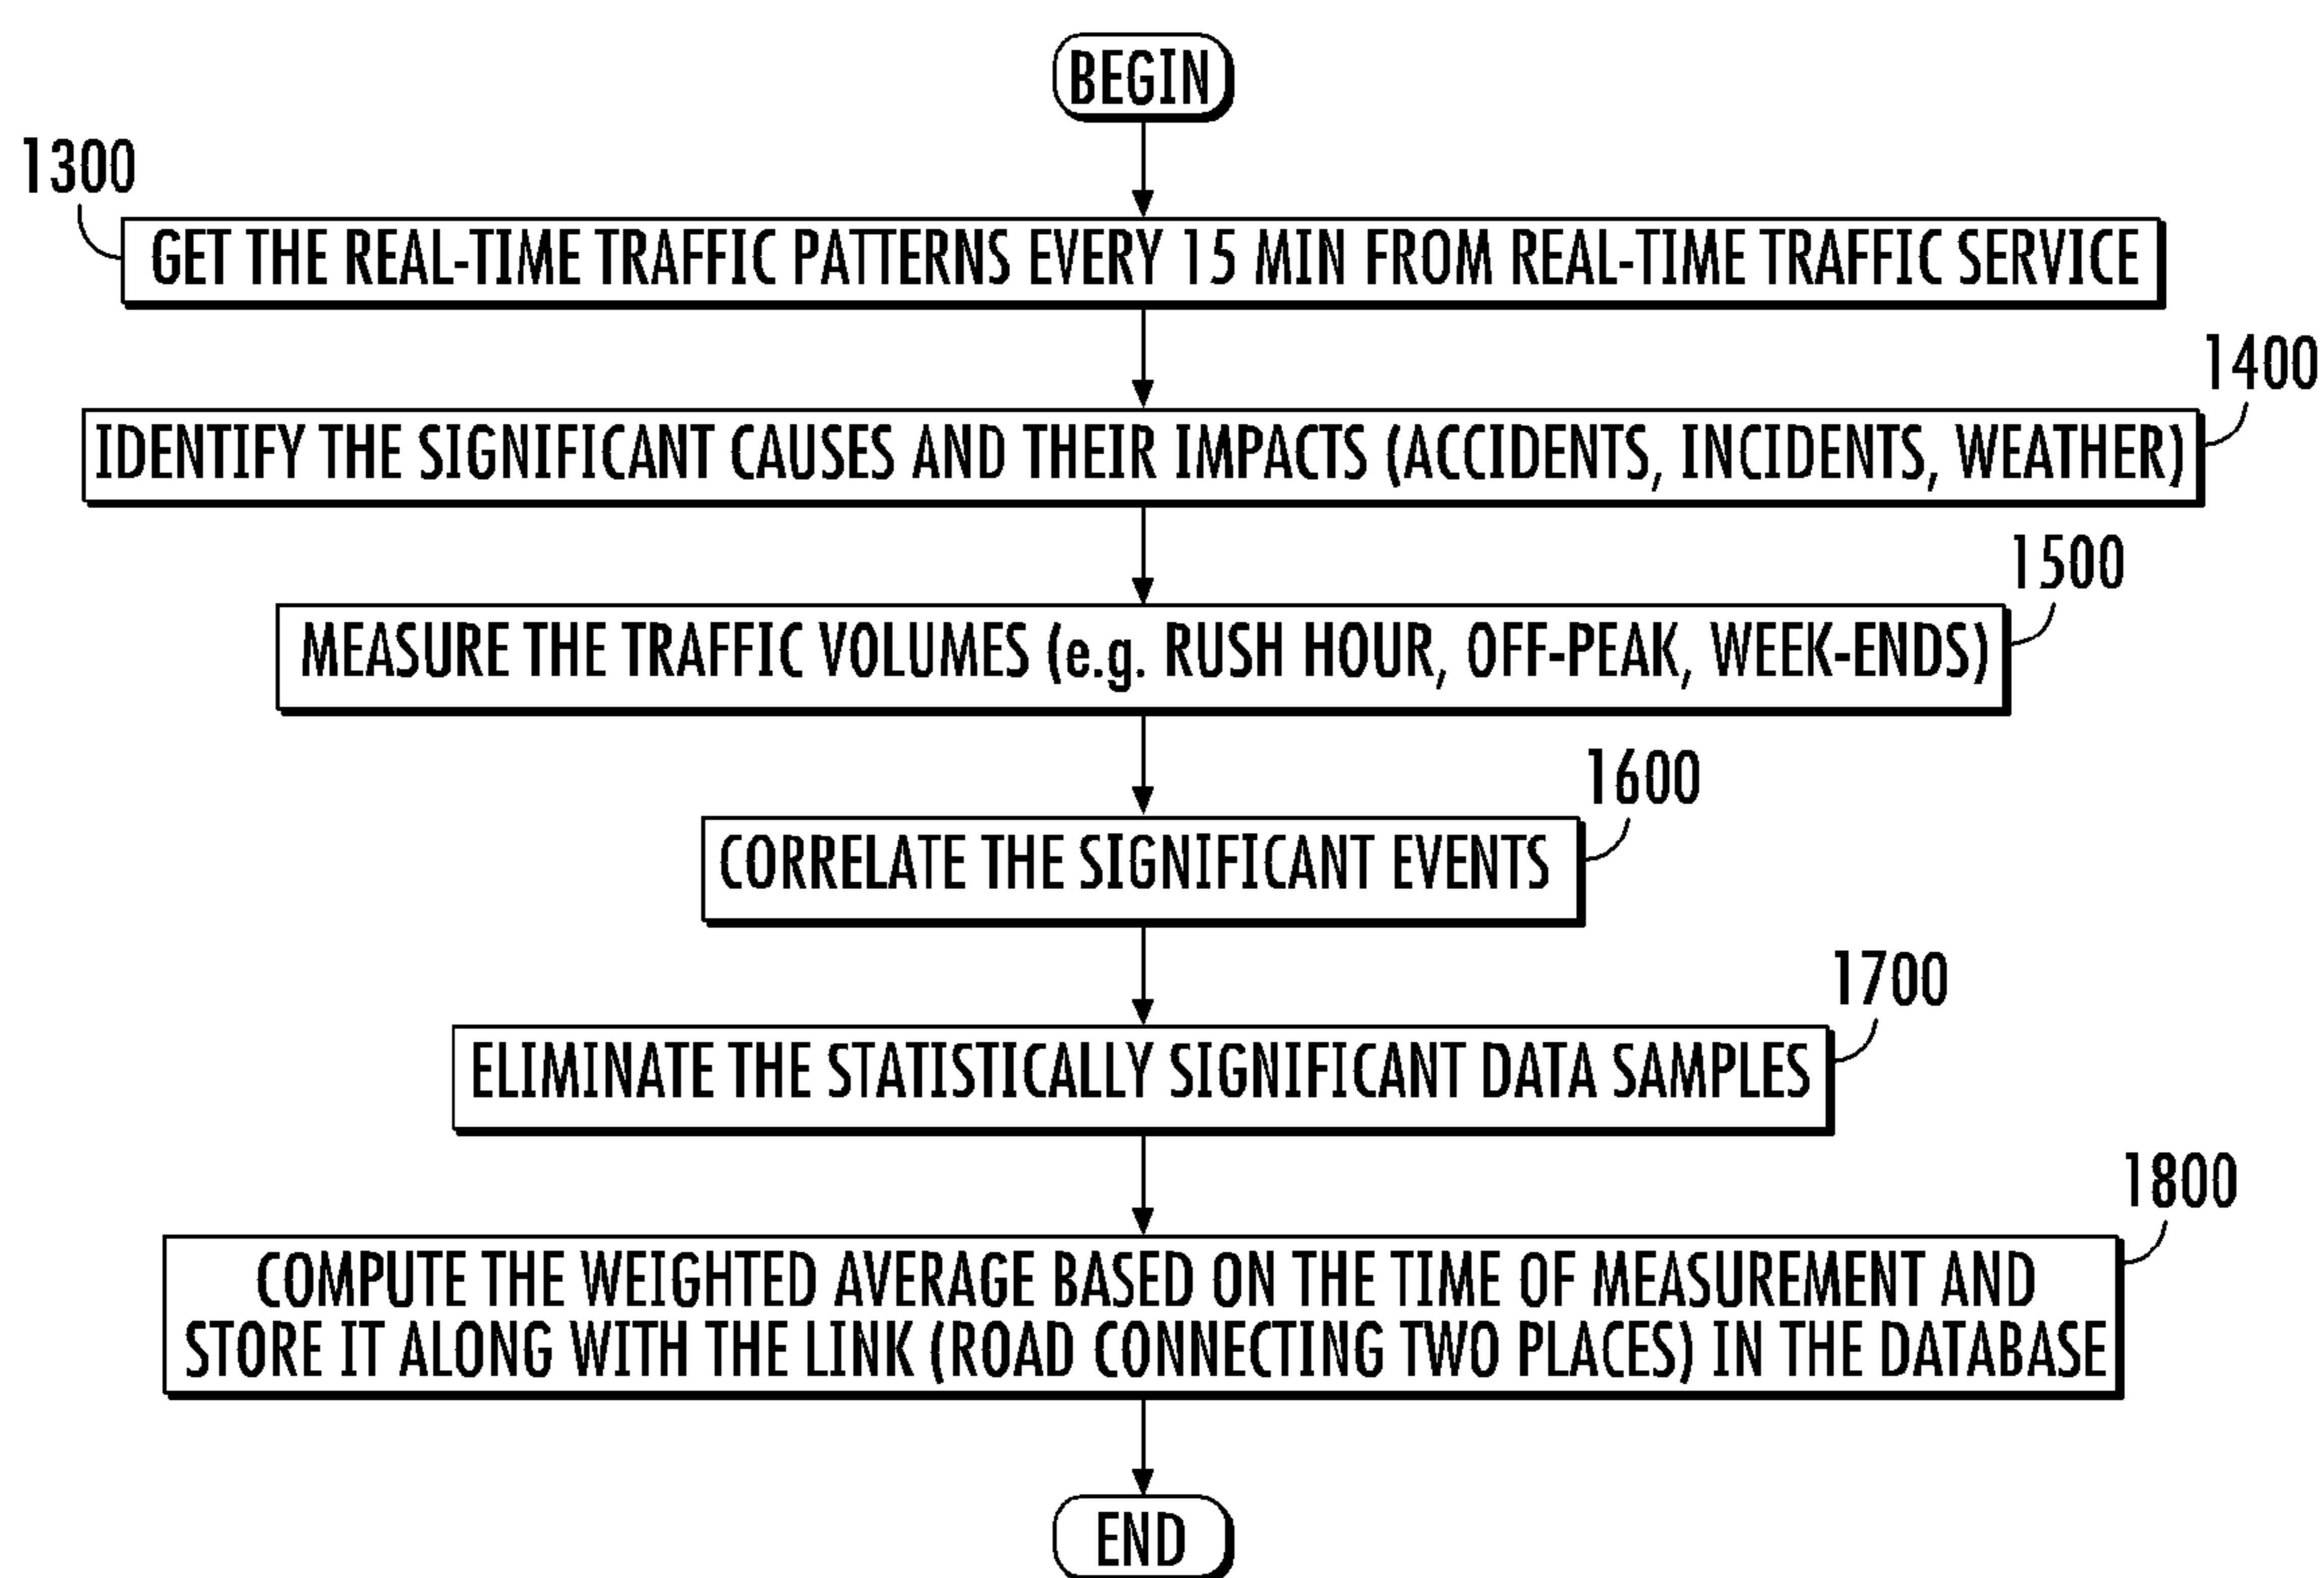 BEGIN
1300
GET THE REAL-TIME TRAFFIC PATTERNS EVERY 15 MIN FROM REAL-TIME TRAFFIC SERVICE
1400
IDENTIFY THE SIGNIFICANT CAUSES AND THEIR IMPACTS (ACCIDENTS, INCIDENTS, WEATHER)
1500
MEASURE THE TRAFFIC VOLUMES (e.g. RUSH HOUR, OFF-PEAK, WEEK-ENDS)
1600
CORRELATE THE SIGNIFICANT EVENTS
1700
ELIMINATE THE STATISTICALLY SIGNIFICANT DATA SAMPLES
1800
COMPUTE THE WEIGHTED AVERAGE BASED ON THE TIME OF MEASUREMENT AND
STORE IT ALONG WITH THE LINK (ROAD CONNECTING TWO PLACES) IN THE DATABASE
END